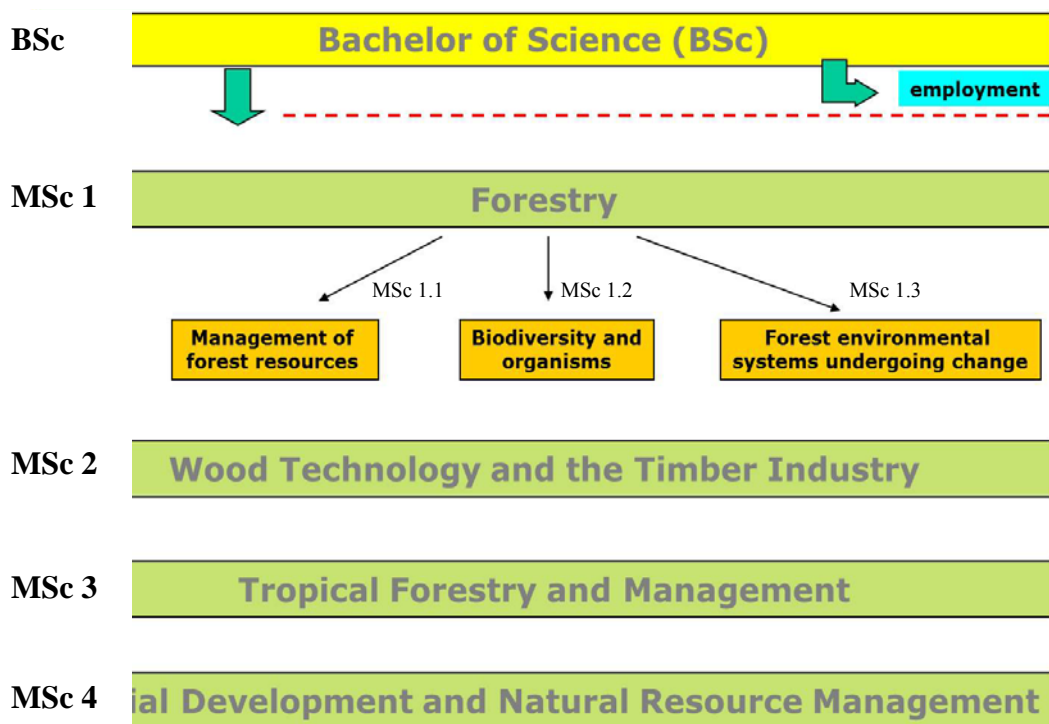 BSc
Bachelor of Science (BSc)
employment
MSc 1
Forestry
MSc 1.1
MSc 1.2
MSc 1.3
Management of
forest resources
Biodiversity and
organisms
Forest environmental
systems undergoing change
MSc 2
Wood Technology and the Timber Industry
MSc 3
Tropical Forestry and Management
MSc 4
Development and Natural Resource Management